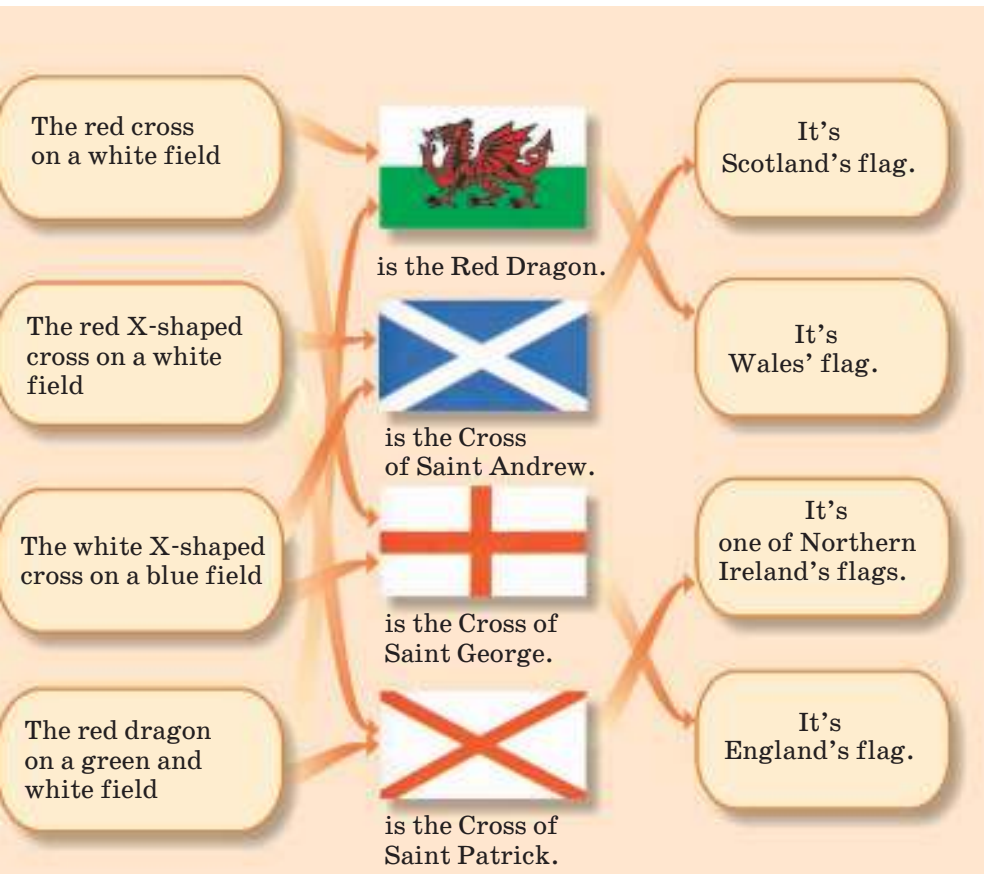 The red cross
on a white field
The red X-shaped
cross on a white
field
The white X-shaped
cross on a blue field
The red dragon
on a green and
white field
is the Red Dragon.
is the Cross
of Saint Andrew.
is the Cross of
Saint George.
is the Cross of
Saint Patrick.
It's
Scotland's flag.
It's
Wales' flag.
It's
one of Northern
Ireland's flags.
It's
England's flag.